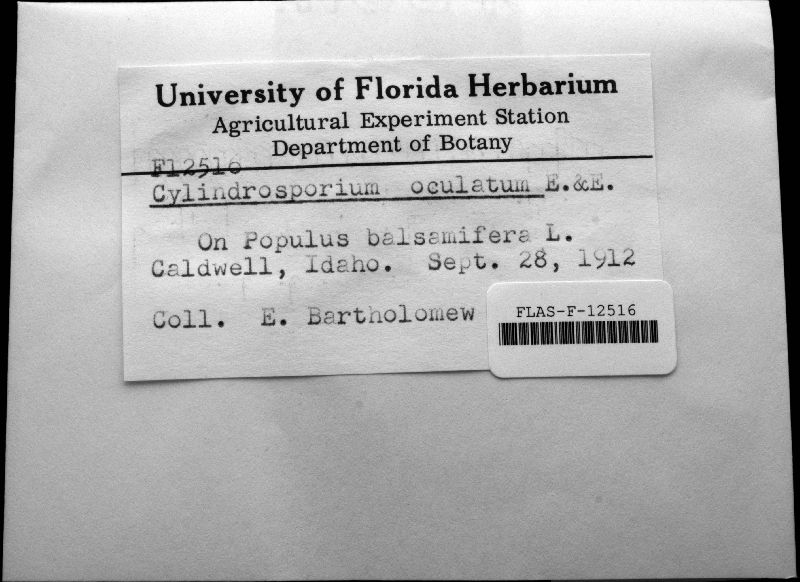 University of Florida Herbarium
Agricultural Experiment Station
Department of Botany
F12516
Cylindrosporium oculatum E.&E.
On Populus balsamifera L.
Caldwell, Idaho. Sept. 28, 1912
Coll. E. Bartholomew
FLAS-F-12516